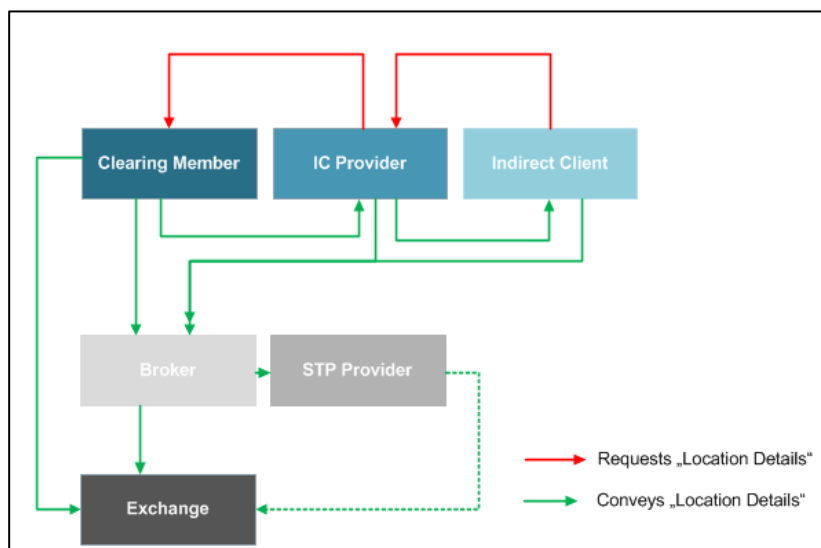 Clearing Member
IC Provider
Indirect Client
Broker
STP Provider
Exchange
Requests „Location Details“
Conveys „Location Details“